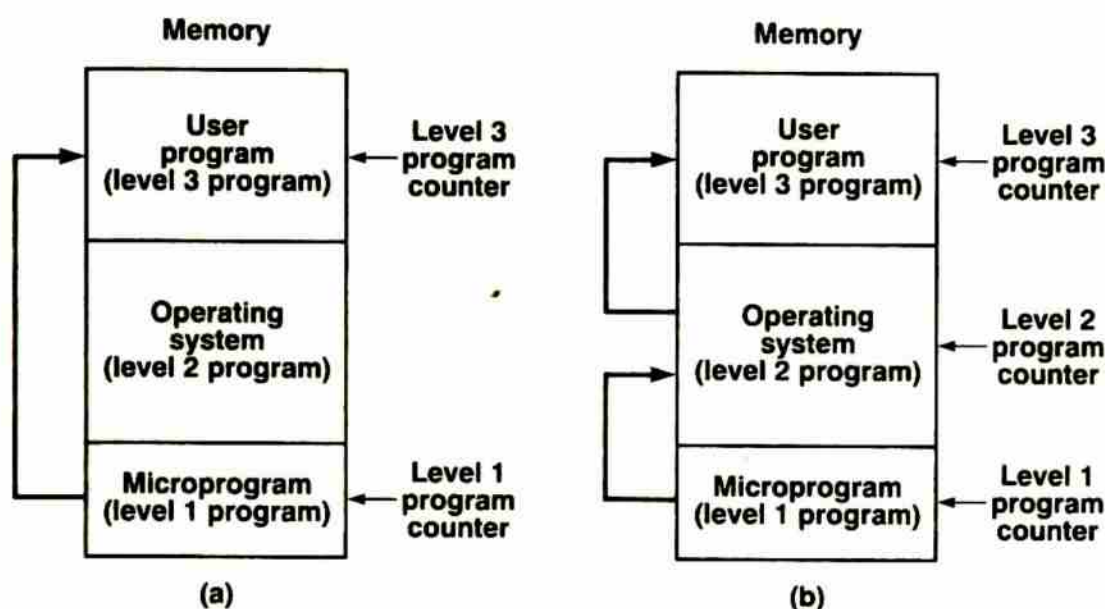 Memory
User
program
(level 3 program)
Level 3
program
counter
Operating
system
(level 2 program)
Microprogram
(level 1 program)
Level 1
program
counter
(a)
Memory
User
program
(level 3 program)
Level 3
program
counter
Operating
system
(level 2 program)
Level 2
program
counter
Microprogram
(level 1 program)
Level 1
program
counter
(b)